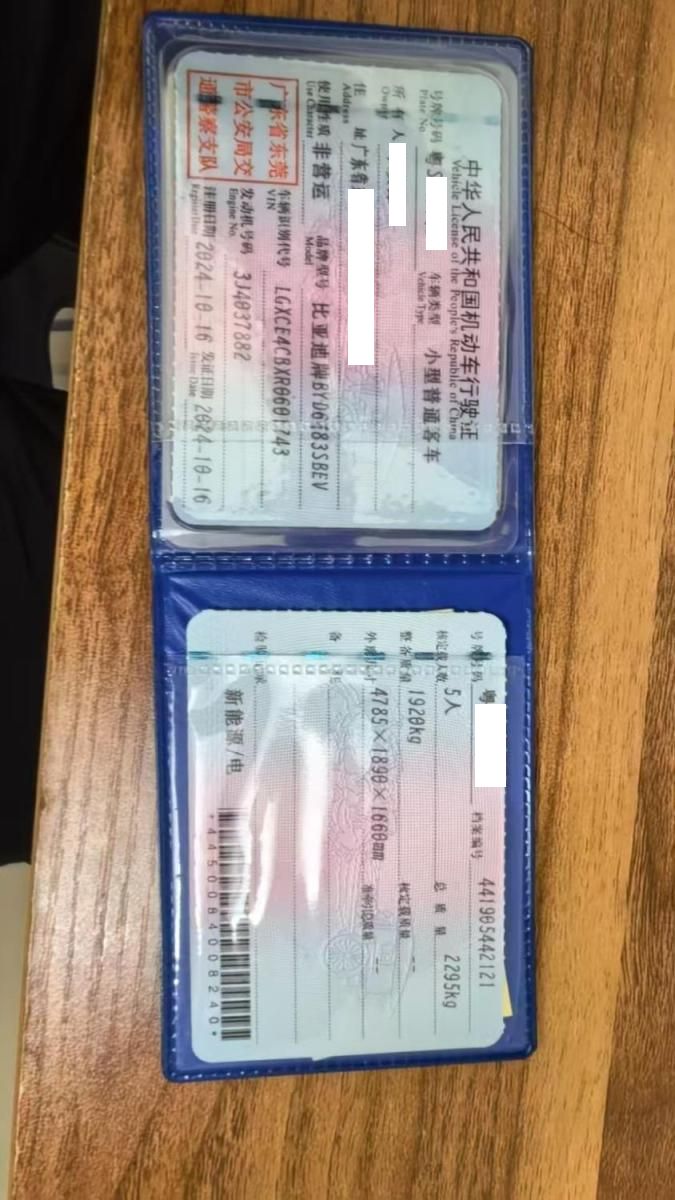 中华人民共和国机动车行驶证
Vehicle License of the People's Republic of China
号牌号码 粤S 车辆类型 小型普通客车
Plate No. Vehicle Type
所有人
Owner
住址 广东省
Address
使用性质 非营运 品牌型号 比亚迪牌BYD6483SBEV
Use Character Model
广东省东莞
市公安局交
通警察支队
车辆识别代号 LGXCE4CBXR0601743
VIN
发动机号码 3J4037882
Engine No.
注册日期 2024-10-16 发证日期 2024-10-16
Register Date Issue Date
号牌号码 粤 档案编号 441905442121
核定载人数 5人 总质量 2295kg
整备质量 1920kg 核定载质量 --
外廓尺寸 4785×1890×1660mm 准牵引总质量 --
备
检验记录
新能源/电
*4450084008240*